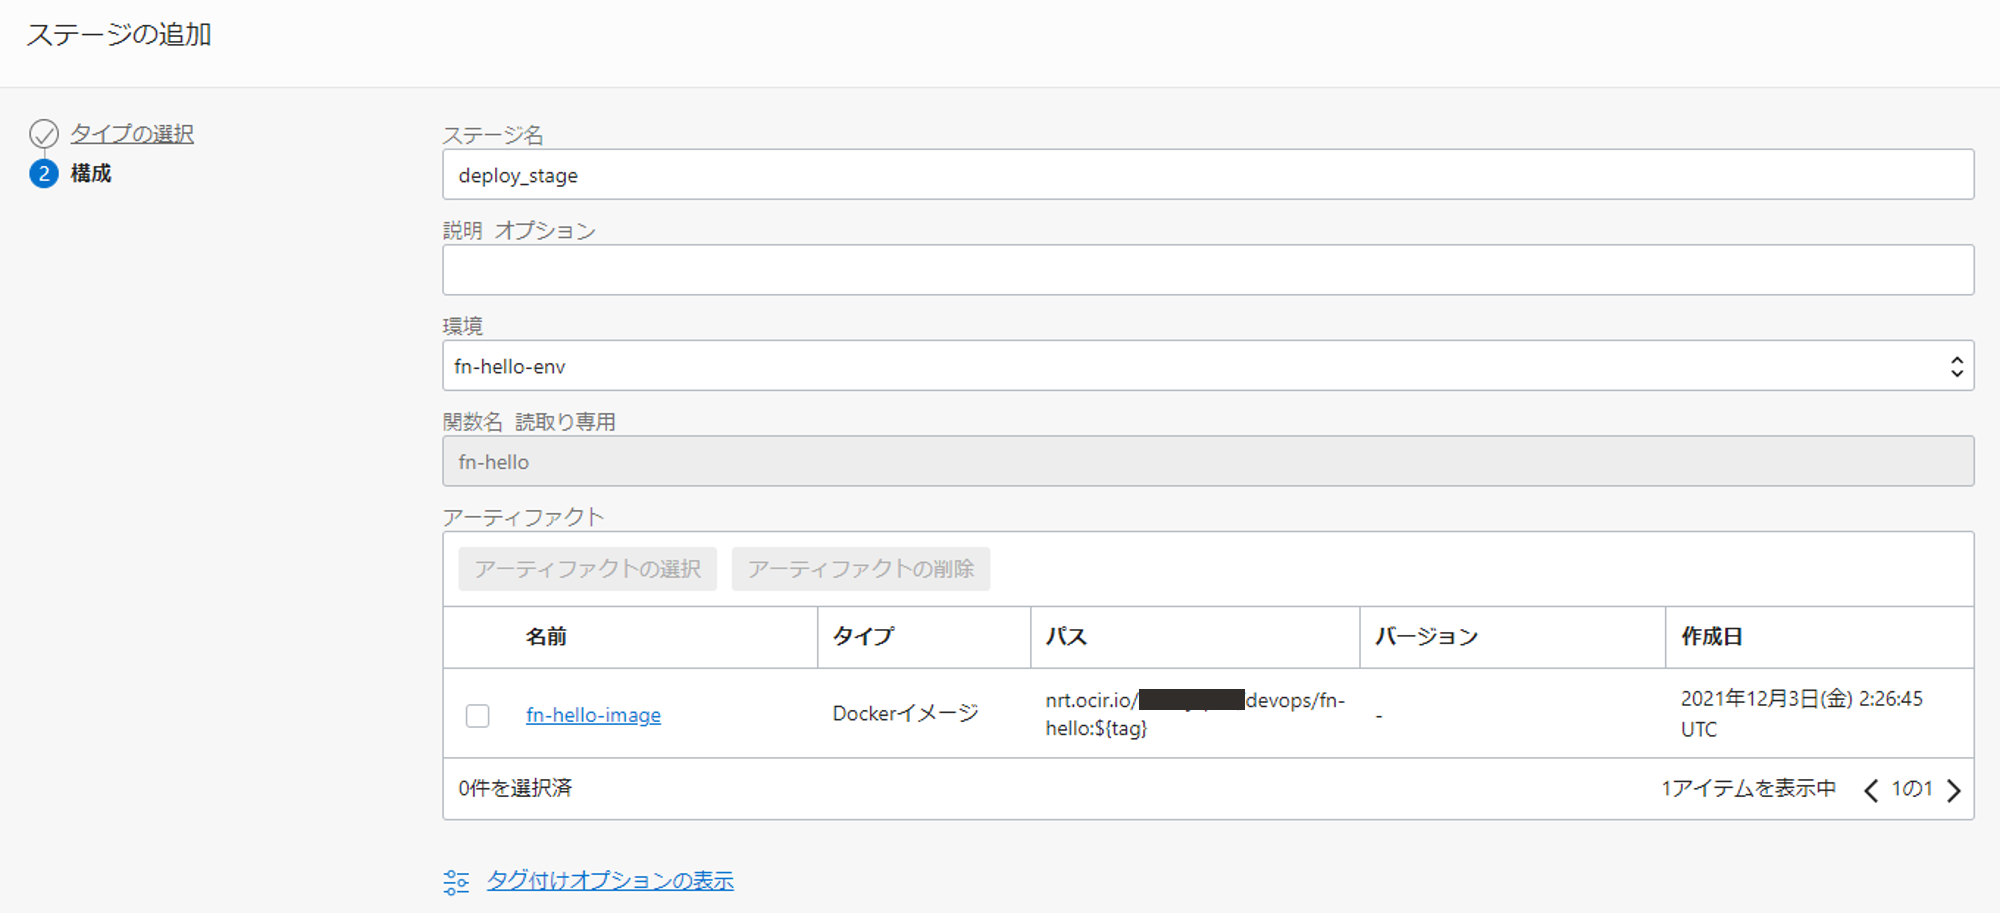 ステージの追加
タイプの選択
2 構成
ステージ名
deploy_stage
説明 オプション
環境
fn-hello-env
関数名 読取り専用
fn-hello
アーティファクト
アーティファクトの選択 アーティファクトの削除
名前 タイプ パス バージョン 作成日
fn-hello-image Dockerイメージ nrt.ocir.io/ devops/fn- - 2021年12月3日(金) 2:26:45
hello:${tag} UTC
0件を選択済 1アイテムを表示中 1の1
タグ付けオプションの表示